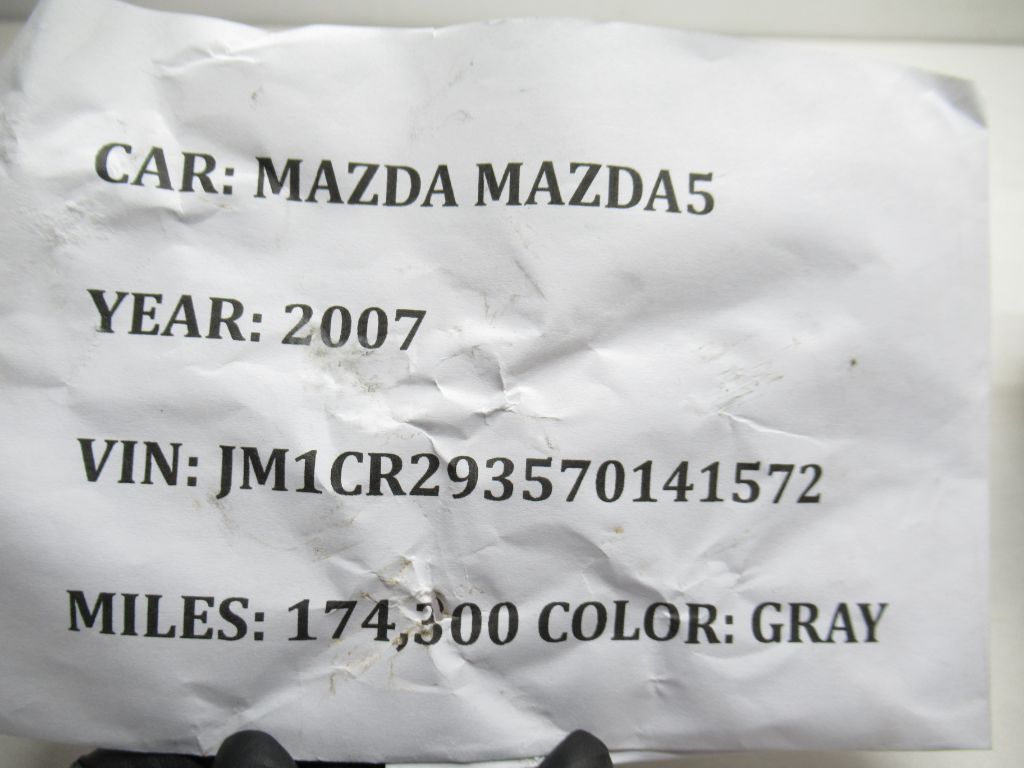 CAR: MAZDA MAZDA5
YEAR: 2007
VIN: JM1CR293570141572
MILES: 174,300 COLOR: GRAY